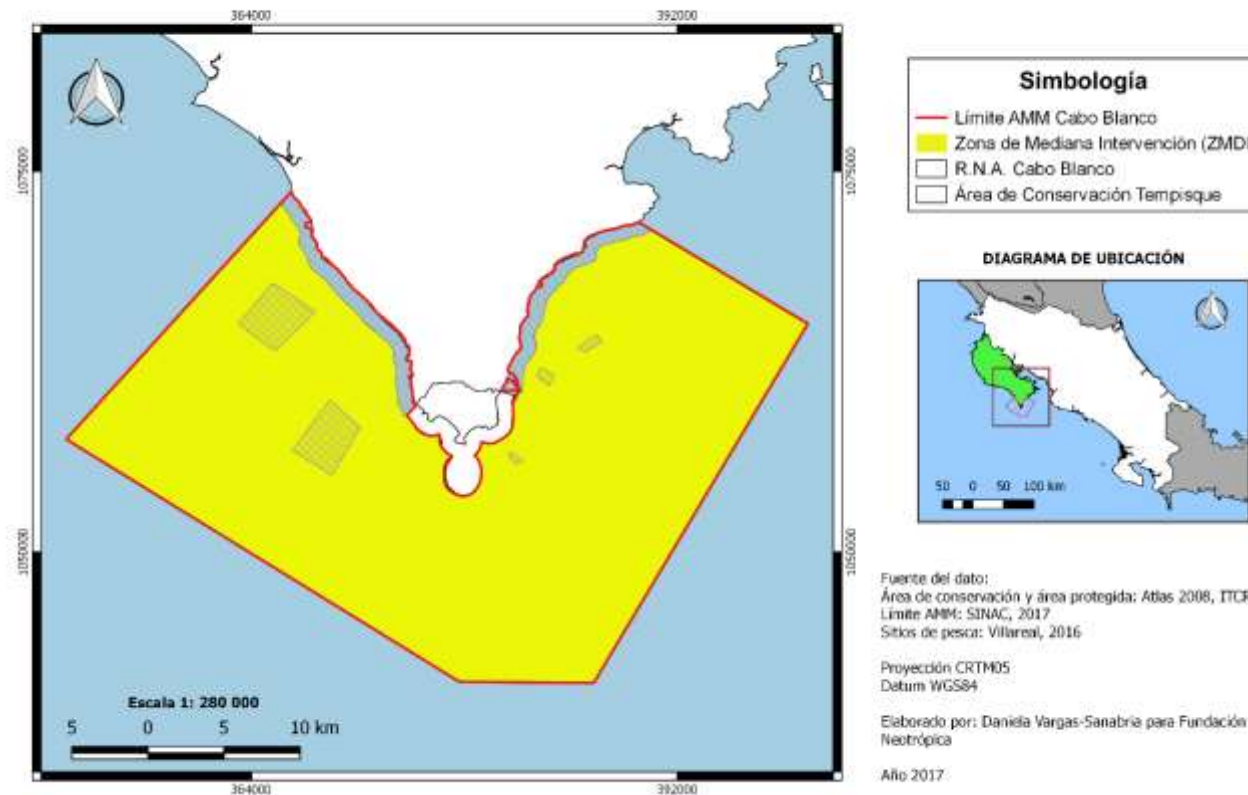 364000
392000
1075000
1075000
1050000
1050000
Escala 1: 280 000
5 0 5 10 km
364000
392000
Simbología
Límite AMM Cabo Blanco
Zona de Mediana Intervención (ZMDI
R.N.A. Cabo Blanco
Área de Conservación Tempisque
DIAGRAMA DE UBICACIÓN
50 0 50 100 km
Fuente del dato:
Área de conservación y área protegida: Atlas 2008, ITCR
Límite AMM: SINAC, 2017
Sitios de pesca: Villareal, 2016
Proyección CRTM05
Datum WGS84
Elaborado por: Daniela Vargas-Sanabria para Fundación
Neotrópica
Año 2017